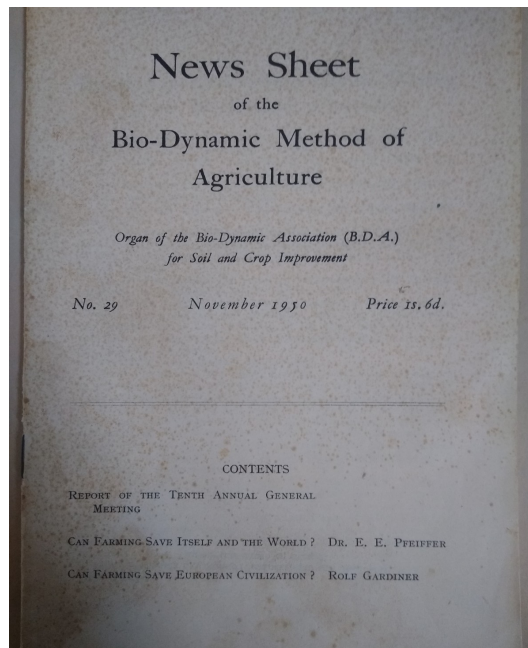 News Sheet
of the
Bio-Dynamic Method of
Agriculture
Organ of the Bio-Dynamic Association (B.D.A.)
for Soil and Crop Improvement
No. 29 November 1950 Price 1s. 6d.
CONTENTS
REPORT OF THE TENTH ANNUAL GENERAL
MEETING
CAN FARMING SAVE ITSELF AND THE WORLD ? DR. E. E. PFEIFFER
CAN FARMING SAVE EUROPEAN CIVILIZATION ? ROLF GARDINER